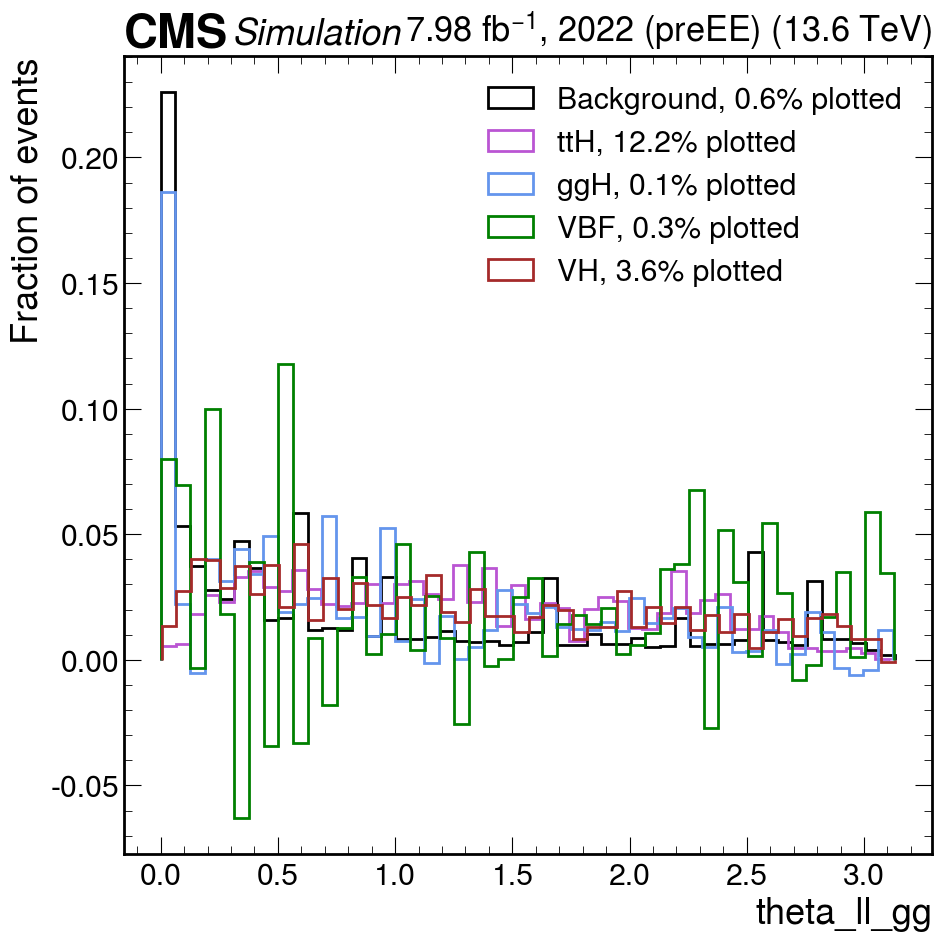 CMS Simulation 7.98 fb⁻¹, 2022 (preEE) (13.6 TeV)
Fraction of events
0.20
0.15
0.10
0.05
0.00
-0.05
Background, 0.6% plotted
ttH, 12.2% plotted
ggH, 0.1% plotted
VBF, 0.3% plotted
VH, 3.6% plotted
0.0 0.5 1.0 1.5 2.0 2.5 3.0
theta_ll_gg